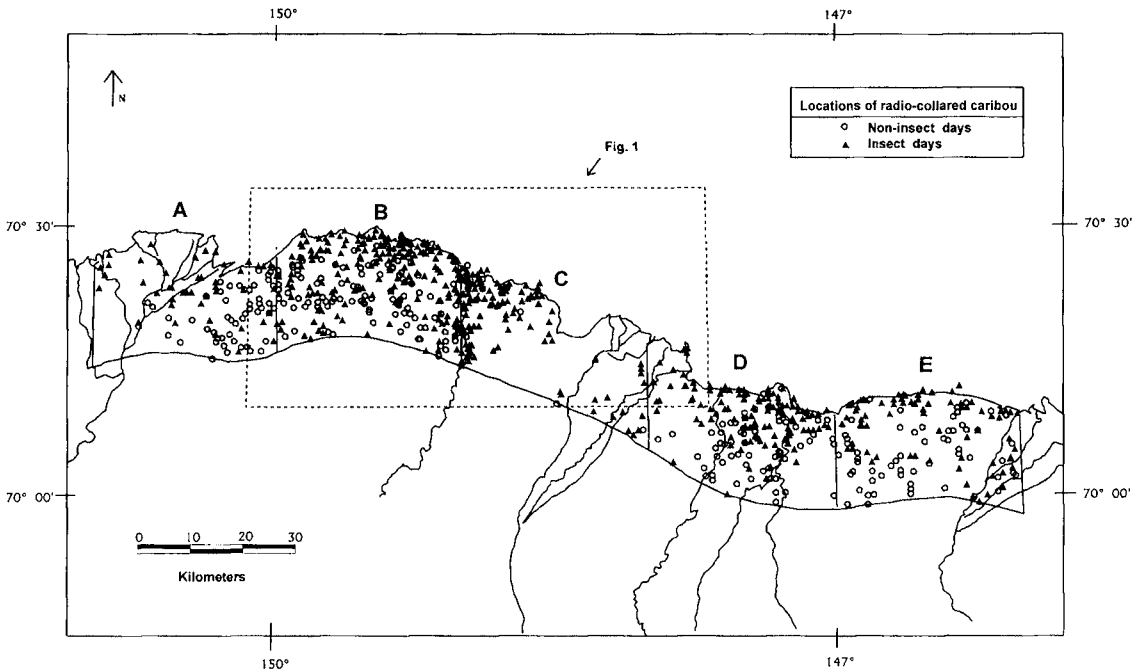 150°
147°
N
Locations of radio-collared caribou
Non-insect days
Insect days
Fig. 1
A
B
70° 30'
70° 30'
C
D
E
70° 00'
70° 00'
0 10 20 30
Kilometers
150°
147°